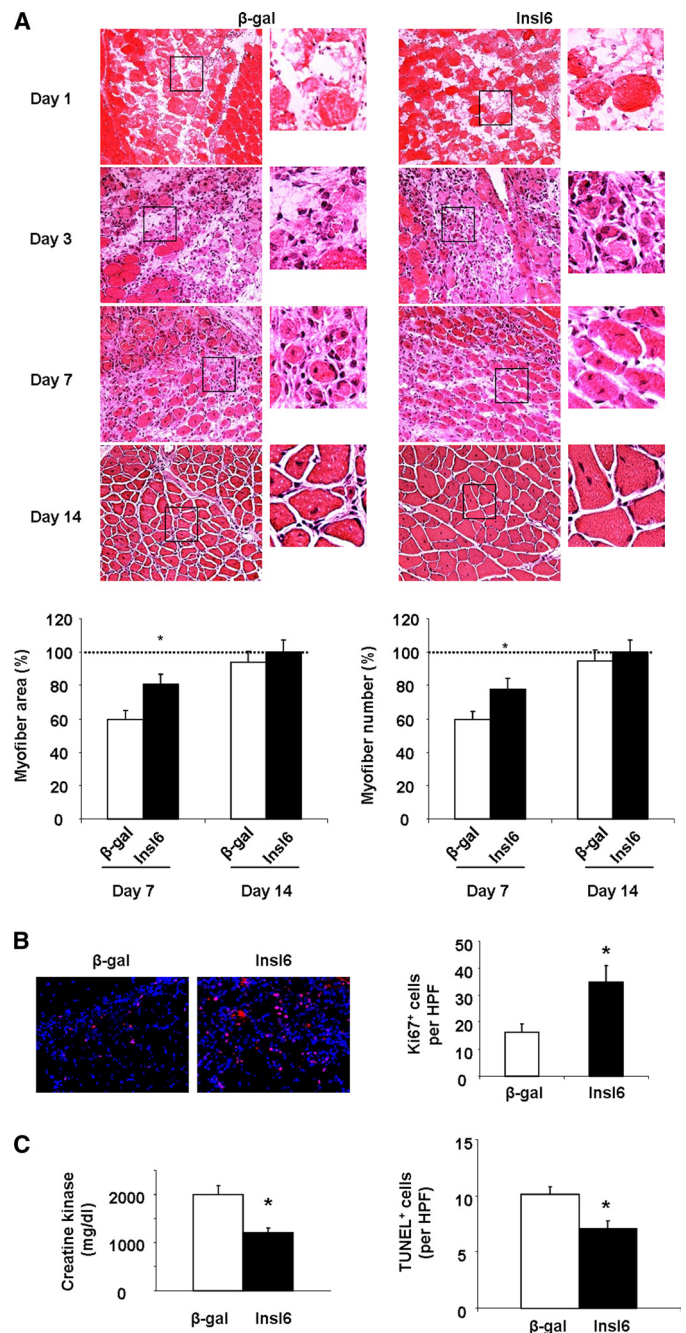 A
β-gal Insl6
Day 1
Day 3
Day 7
Day 14
Myofiber area (%)
120
100
80
60
40
20
0
*
β-gal Insl6 β-gal Insl6
Day 7 Day 14
Myofiber number (%)
120
100
80
60
40
20
0
*
β-gal Insl6 β-gal Insl6
Day 7 Day 14
B
β-gal Insl6
Ki67⁺ cells
per HPF
50
40
30
20
10
0
*
β-gal Insl6
C
Creatine kinase
(mg/dl)
2000
1000
0
*
β-gal Insl6
TUNEL⁺ cells
(per HPF)
15
10
5
0
*
β-gal Insl6